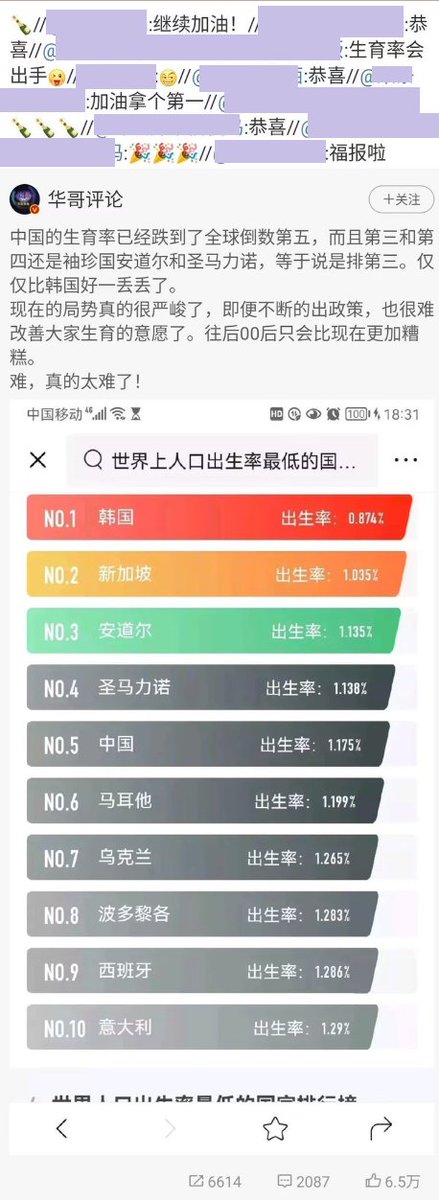 🍾//:继续加油！//:恭
喜//@:生育率会
出手😜//:😆//@:恭喜//@
:加油拿个第一//@
🍾🍾🍾//:恭喜//@
:🎉🎉🎉//@:福报啦
华哥评论
＋关注
中国的生育率已经跌到了全球倒数第五，而且第三和第
四还是袖珍国安道尔和圣马力诺，等于说是排第三。仅
仅比韩国好一丢丢了。
现在的局势真的很严峻了，即便不断的出政策，也很难
改善大家生育的意愿了。往后00后只会比现在更加糟
糕。
难，真的太难了！
中国移动 4G HD 100 18:31
世界上人口出生率最低的国...
NO.1 韩国 出生率：0.874%
NO.2 新加坡 出生率：1.035%
NO.3 安道尔 出生率：1.135%
NO.4 圣马力诺 出生率：1.138%
NO.5 中国 出生率：1.175%
NO.6 马耳他 出生率：1.199%
NO.7 乌克兰 出生率：1.265%
NO.8 波多黎各 出生率：1.283%
NO.9 西班牙 出生率：1.286%
NO.10 意大利 出生率：1.29%
世界人口出生率最低的国家排行榜
6614 2087 6.5万